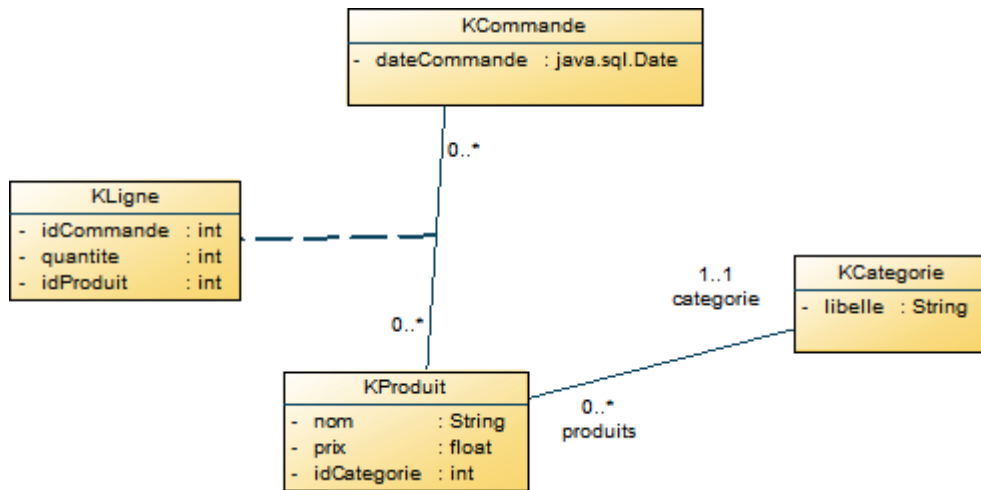 KCommande
- dateCommande : java.sql.Date
0..*
KLigne
- idCommande : int
- quantite : int
- idProduit : int
0..*
KCategorie
- libelle : String
1..1
categorie
0..*
produits
KProduit
- nom : String
- prix : float
- idCategorie : int